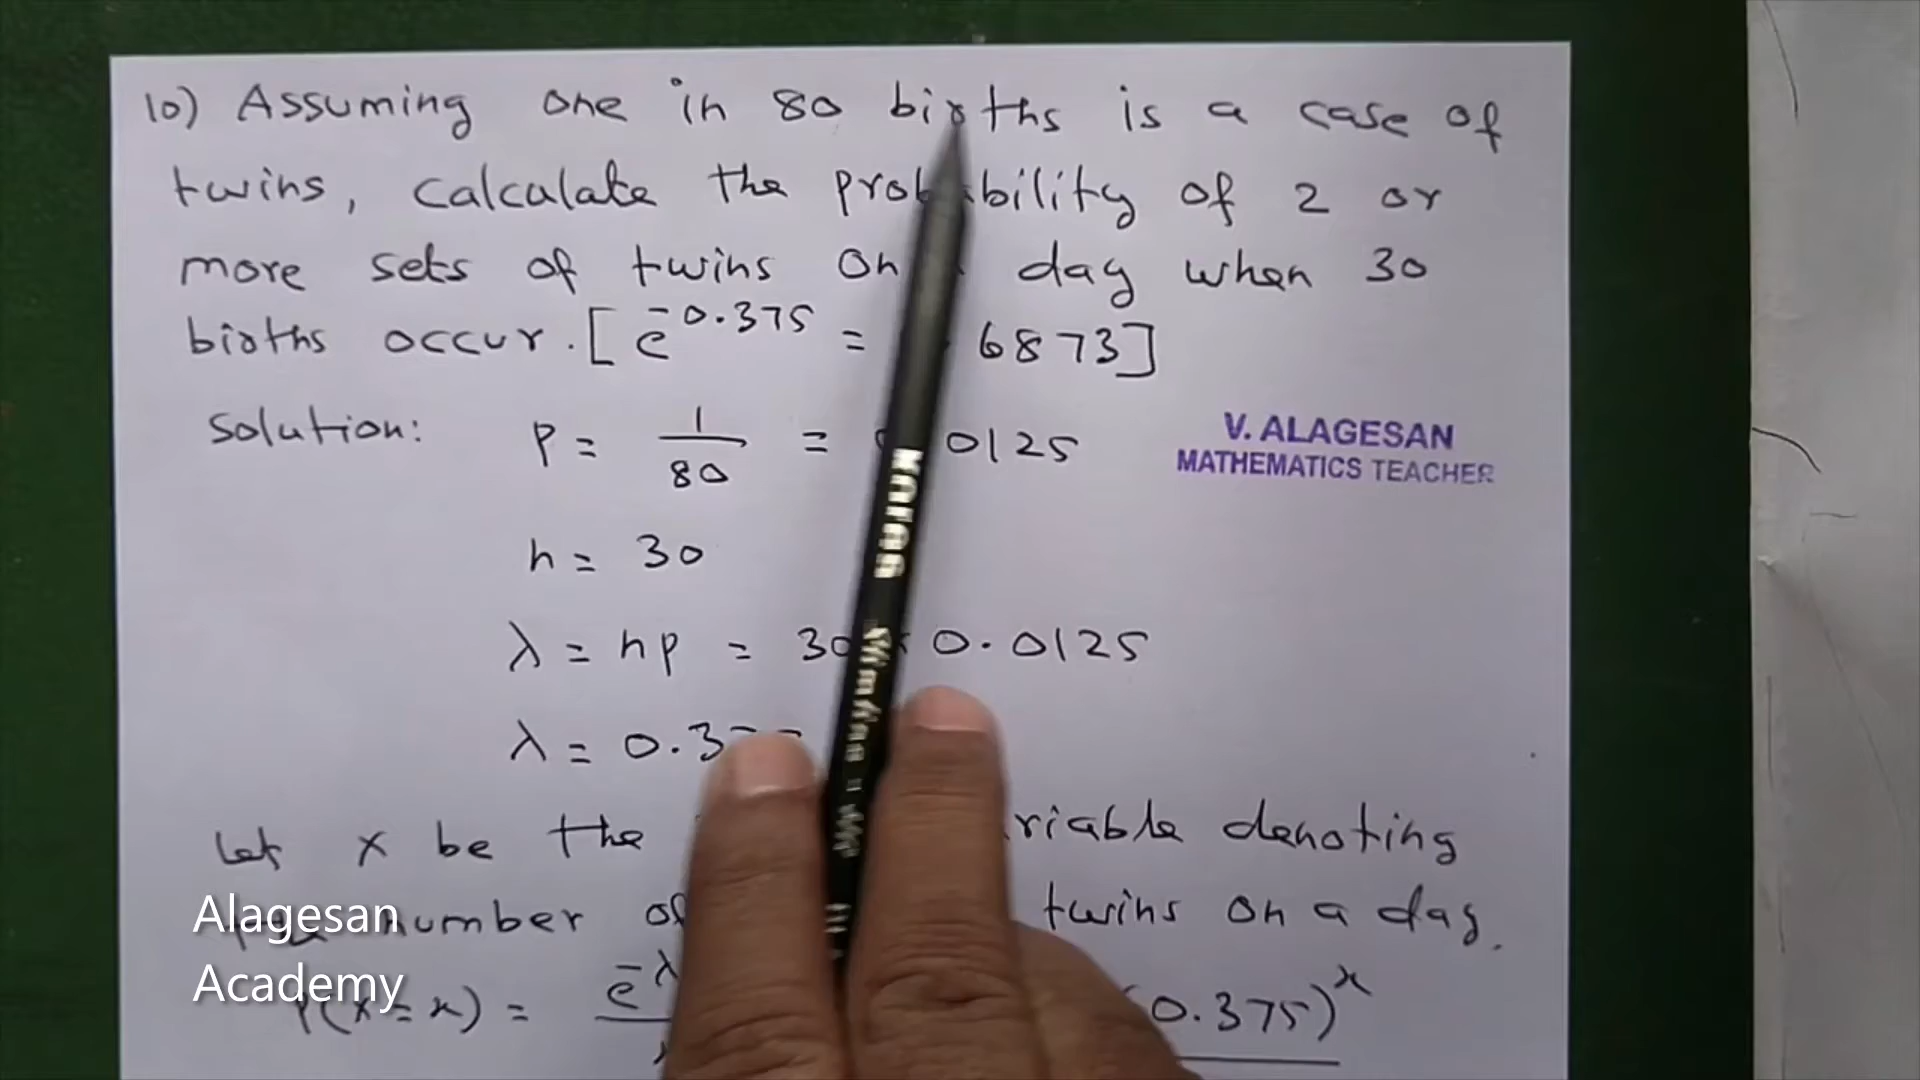 10) Assuming one in 80 births is a case of
twins, calculate the probability of 2 or
more sets of twins on day when 30
births occur. [e^-0.375 = 6873]
Solution: p = 1/80 = 0125
V. ALAGESAN
MATHEMATICS TEACHER
n = 30
λ = np = 30 × 0.0125
λ = 0.3
Let x be the riable denoting
number of twins on a day.
P(x = x) = e^-λ (0.375)^x
KORES
Alagesan
Academy